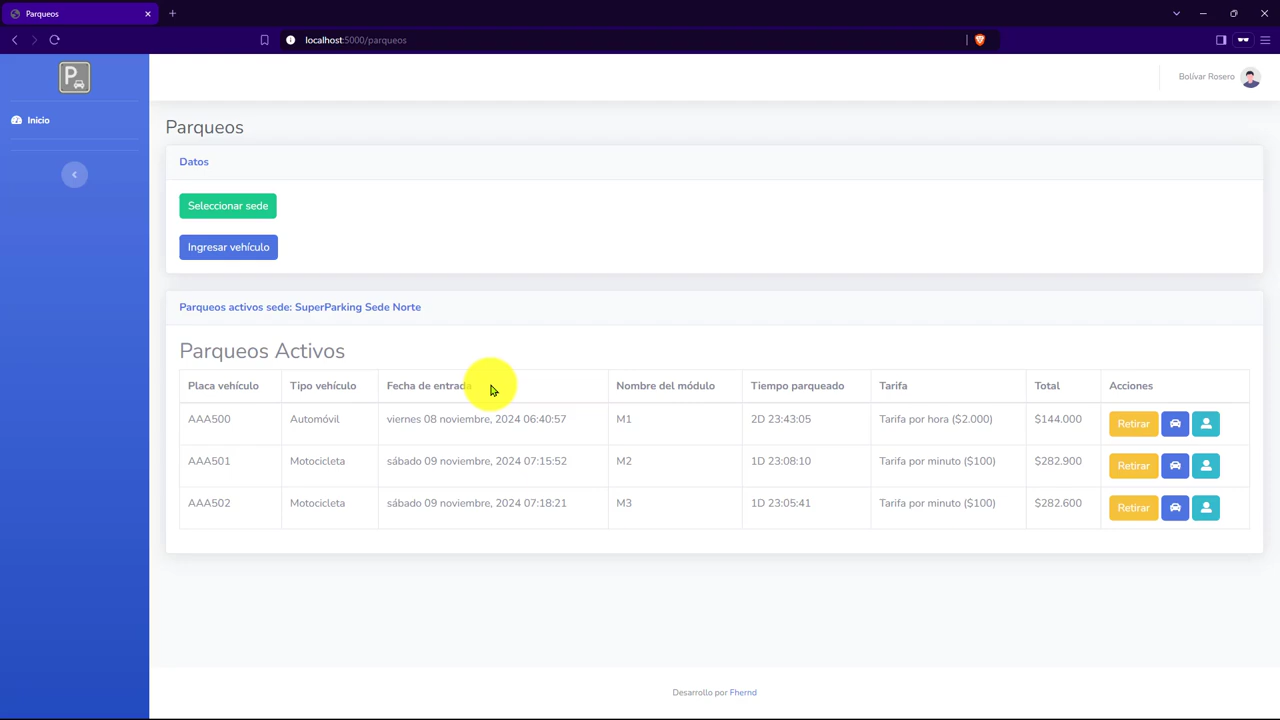 Parqueos
localhost:5000/parqueos
P
Bolívar Rosero
Inicio
Parqueos
Datos
Seleccionar sede
Ingresar vehículo
Parqueos activos sede: SuperParking Sede Norte
Parqueos Activos
Placa vehículo Tipo vehículo Fecha de entrada Nombre del módulo Tiempo parqueado Tarifa Total Acciones
AAA500 Automóvil viernes 08 noviembre, 2024 06:40:57 M1 2D 23:43:05 Tarifa por hora ($2.000) $144.000 Retirar
AAA501 Motocicleta sábado 09 noviembre, 2024 07:15:52 M2 1D 23:08:10 Tarifa por minuto ($100) $282.900 Retirar
AAA502 Motocicleta sábado 09 noviembre, 2024 07:18:21 M3 1D 23:05:41 Tarifa por minuto ($100) $282.600 Retirar
Desarrollo por Fhernd